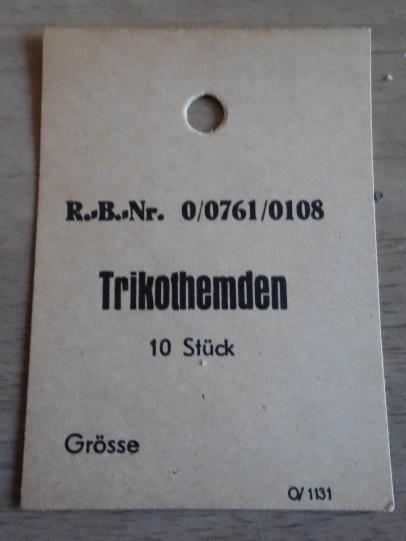 R.-B.-Nr. 0/0761/0108
Trikothemden
10 Stück
Grösse
O/1131